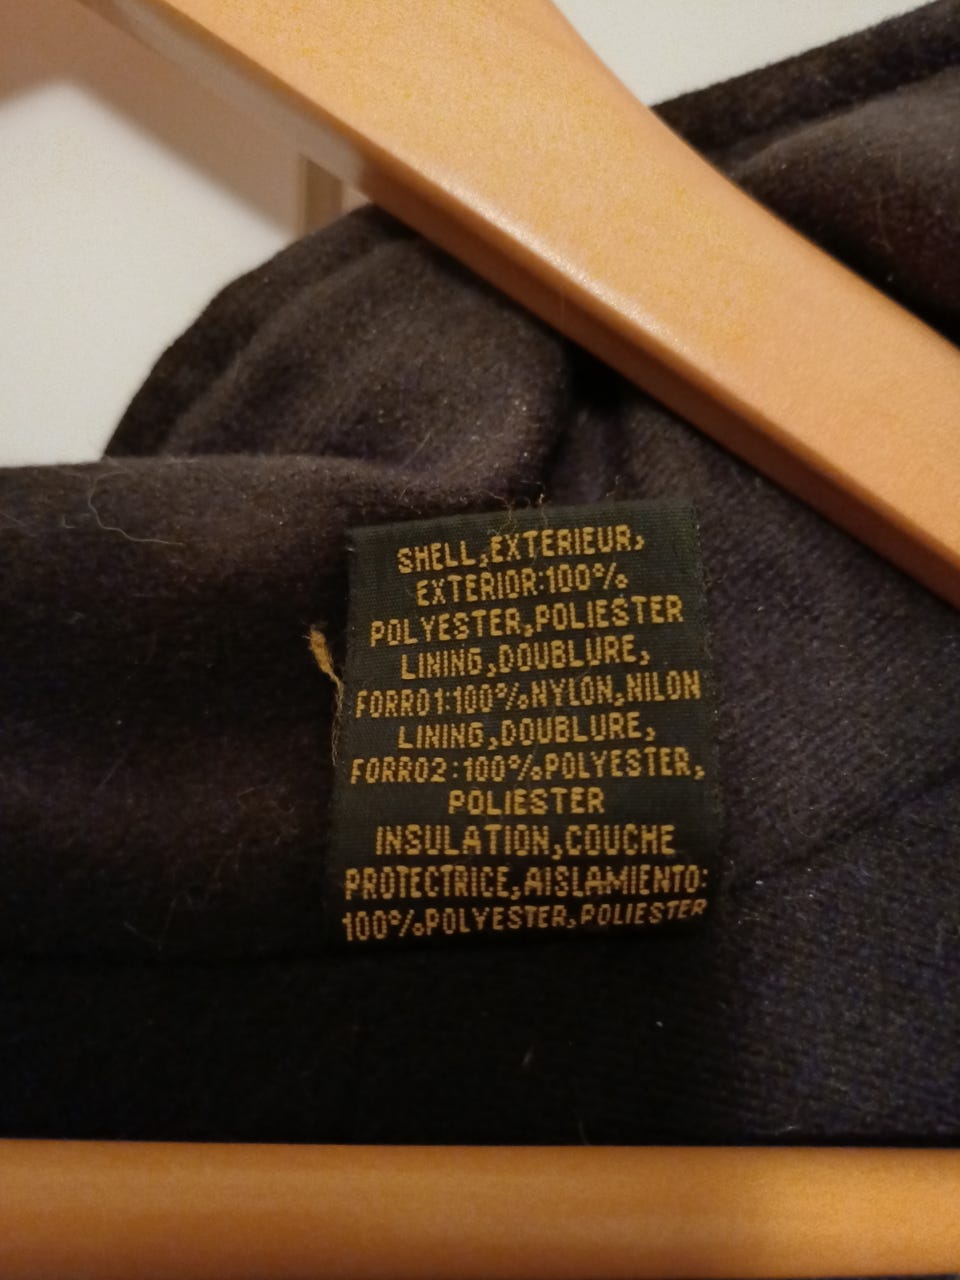 SHELL,EXTERIEUR,
EXTERIOR:100%
POLYESTER,POLIESTER
LINING,DOUBLURE,
FORRO1:100%NYLON,NILON
LINING,DOUBLURE,
FORRO2:100%POLYESTER,
POLIESTER
INSULATION,COUCHE
PROTECTRICE,AISLAMIENTO:
100%POLYESTER,POLIESTER